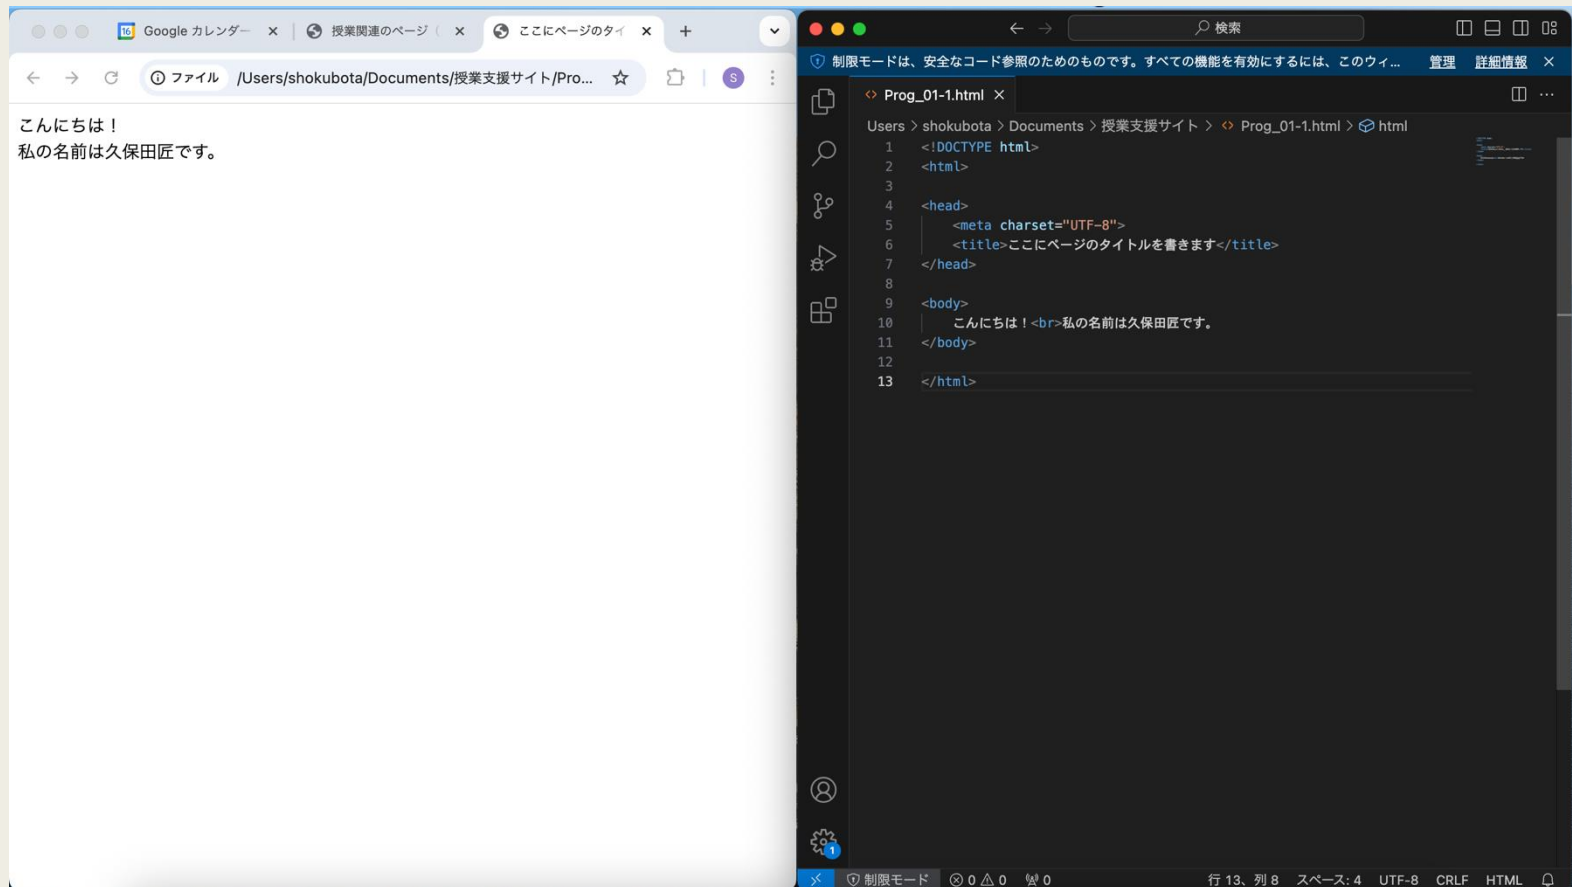 16 Google カレンダー
授業関連のページ（
ここにページのタイ
ファイル /Users/shokubota/Documents/授業支援サイト/Pro...
S
こんにちは！
私の名前は久保田匠です。
検索
制限モードは、安全なコード参照のためのものです。すべての機能を有効にするには、このウィ... 管理 詳細情報
Prog_01-1.html
Users > shokubota > Documents > 授業支援サイト > Prog_01-1.html > html
1 <!DOCTYPE html>
2 <html>
3
4 <head>
5 <meta charset="UTF-8">
6 <title>ここにページのタイトルを書きます</title>
7 </head>
8
9 <body>
10 こんにちは！<br>私の名前は久保田匠です。
11 </body>
12
13 </html>
1
制限モード 0 0 0 行 13、列 8 スペース: 4 UTF-8 CRLF HTML